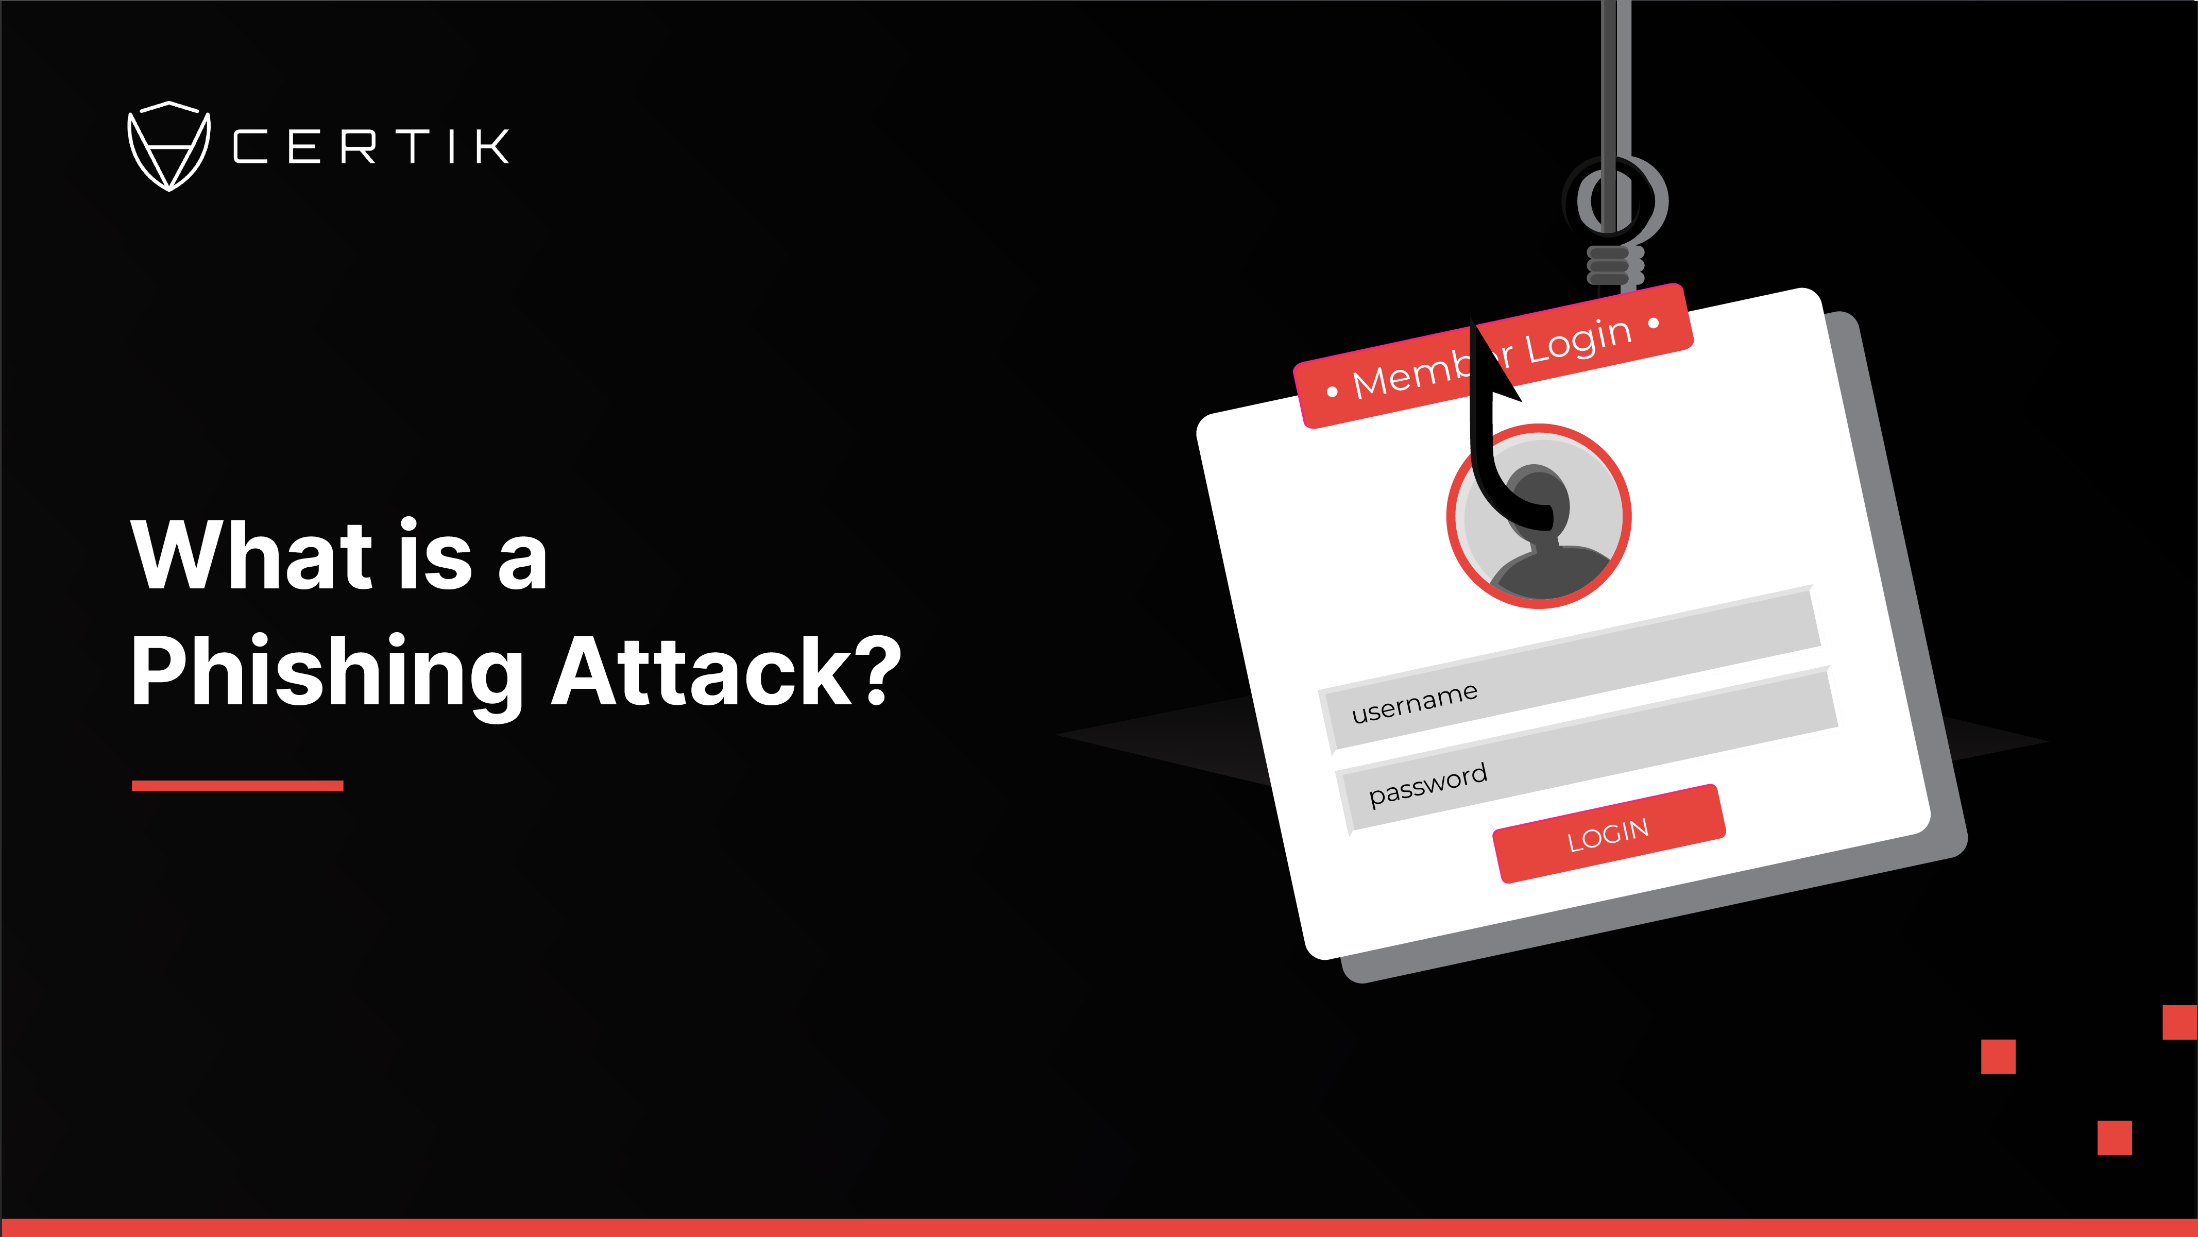 CERTIK
What is a
Phishing Attack?
• Member Login •
username
password
LOGIN